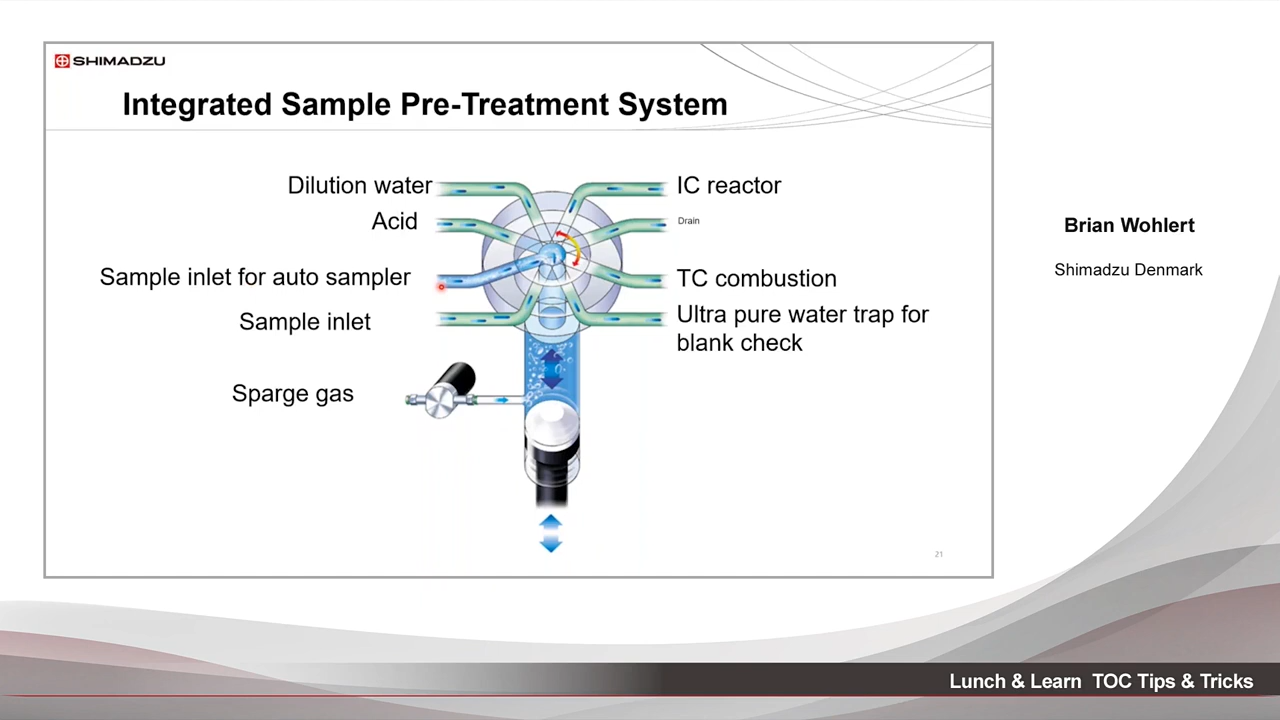 SHIMADZU
Integrated Sample Pre-Treatment System
Dilution water
Acid
Sample inlet for auto sampler
Sample inlet
Sparge gas
IC reactor
Drain
TC combustion
Ultra pure water trap for
blank check
21
Brian Wohlert
Shimadzu Denmark
Lunch & Learn TOC Tips & Tricks